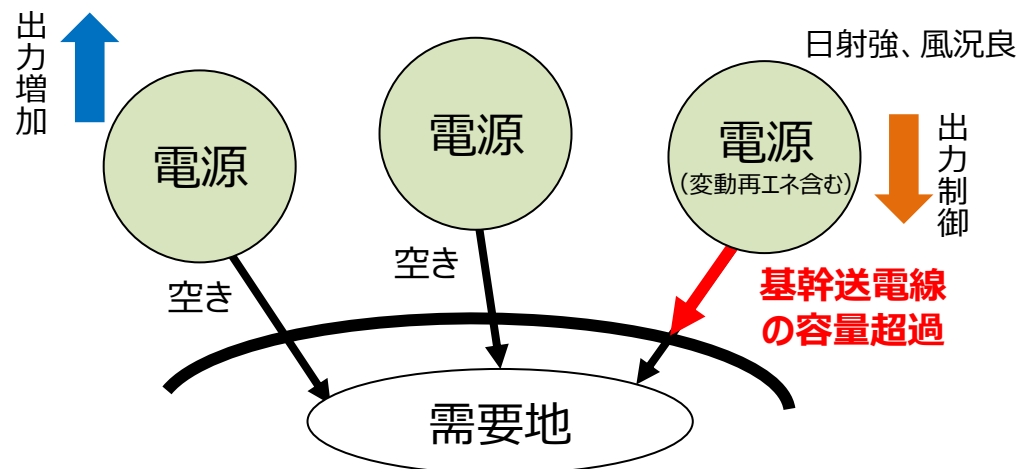 出力増加
日射強、風況良
電源
電源
電源
（変動再エネ含む）
出力制御
空き
空き
基幹送電線
の容量超過
需要地